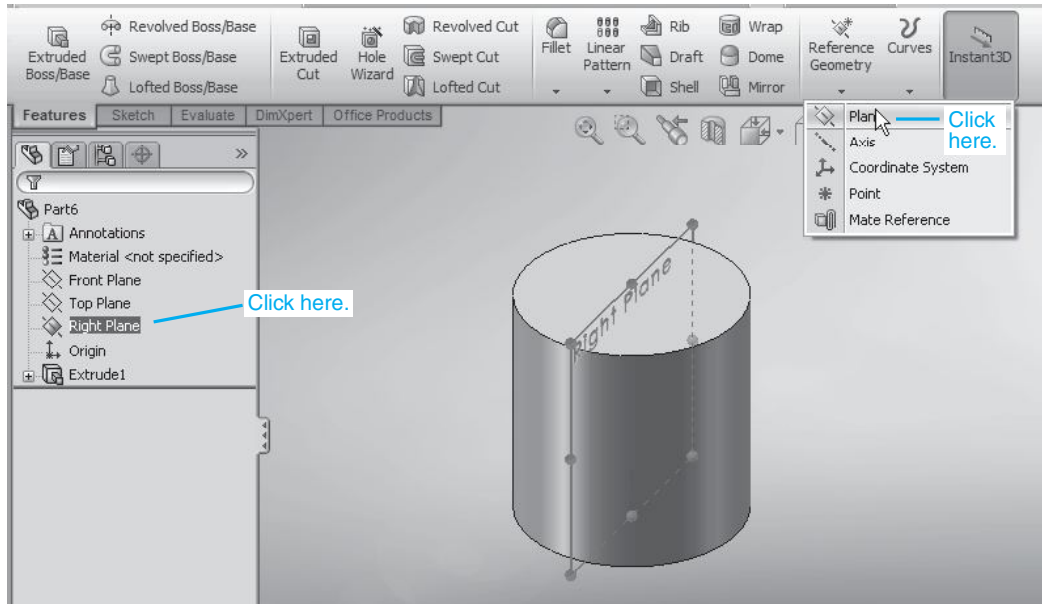 Extruded Boss/Base
Revolved Boss/Base
Swept Boss/Base
Lofted Boss/Base
Extruded Cut
Hole Wizard
Revolved Cut
Swept Cut
Lofted Cut
Fillet
Linear Pattern
Rib
Draft
Shell
Wrap
Dome
Mirror
Reference Geometry
Curves
Instant3D
Features
Sketch
Evaluate
DimXpert
Office Products
Plan
Click here.
Axis
Coordinate System
Point
Mate Reference
»
Part6
A Annotations
Material <not specified>
Front Plane
Top Plane
Right Plane
Click here.
Origin
Extrude1
Right Plane